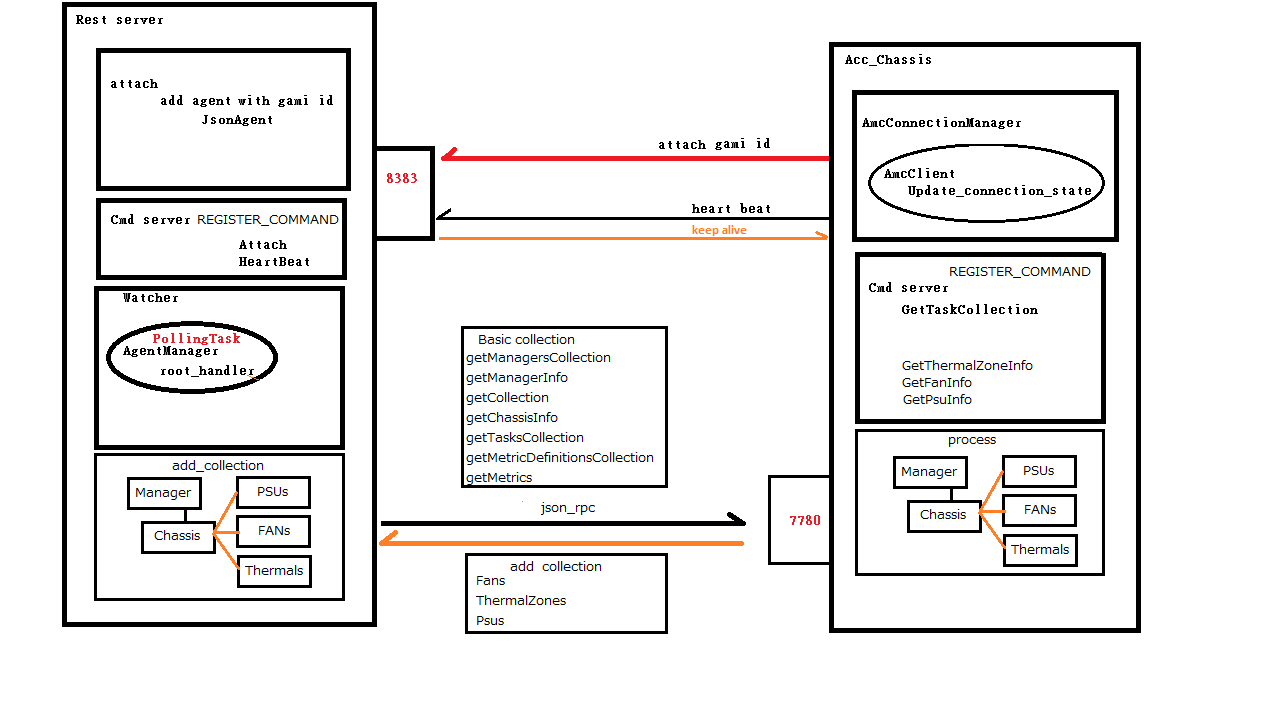 Rest server
attach
add agent with gami id
JsonAgent
8383
Cmd server REGISTER_COMMAND
Attach
HeartBeat
Watcher
PollingTask
AgentManager
root_handler
add_collection
Manager
Chassis
PSUs
FANs
Thermals
attach gami id
heart beat
keep alive
Basic collection
getManagersCollection
getManagerInfo
getCollection
getChassisInfo
getTasksCollection
getMetricDefinitionsCollection
getMetrics
json_rpc
add collection
Fans
ThermalZones
Psus
Acc_Chassis
AmcConnectionManager
AmcClient
Update_connection_state
REGISTER_COMMAND
Cmd server
GetTaskCollection
GetThermalZoneInfo
GetFanInfo
GetPsuInfo
7780
process
Manager
Chassis
PSUs
FANs
Thermals